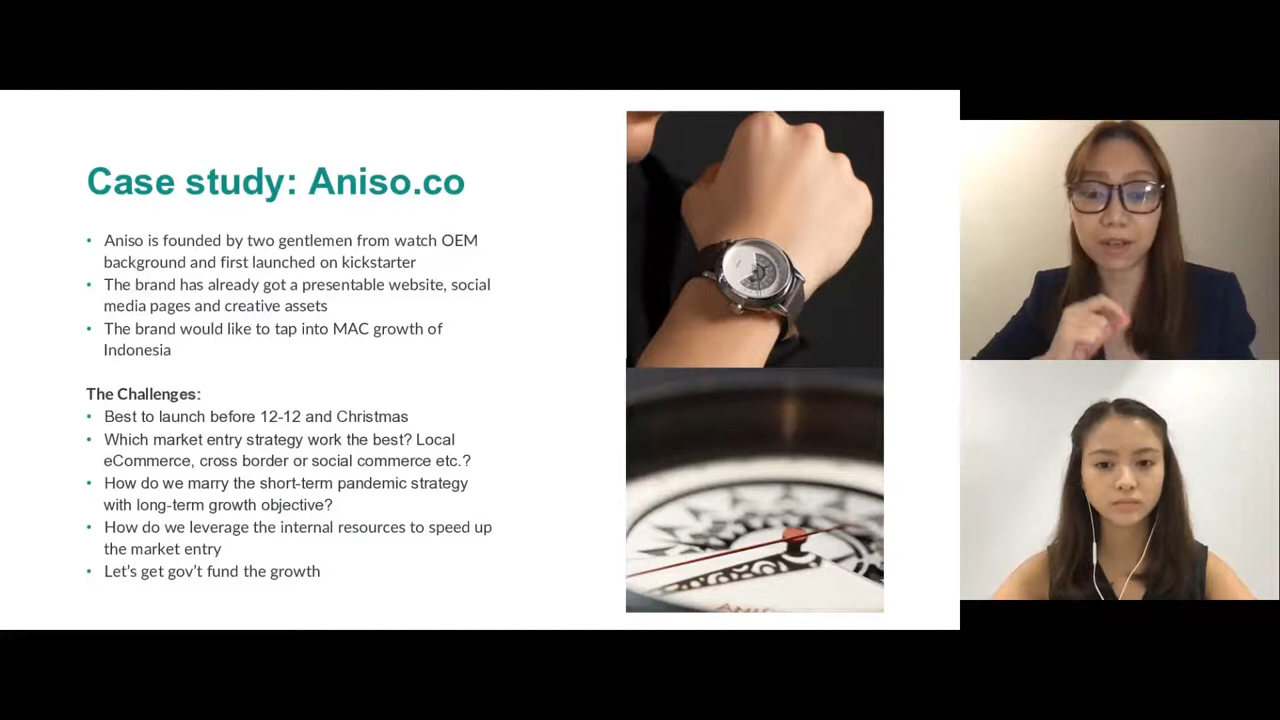 Case study: Aniso.co
• Aniso is founded by two gentlemen from watch OEM
background and first launched on kickstarter
• The brand has already got a presentable website, social
media pages and creative assets
• The brand would like to tap into MAC growth of
Indonesia
The Challenges:
• Best to launch before 12-12 and Christmas
• Which market entry strategy work the best? Local
eCommerce, cross border or social commerce etc.?
• How do we marry the short-term pandemic strategy
with long-term growth objective?
• How do we leverage the internal resources to speed up
the market entry
• Let's get gov't fund the growth